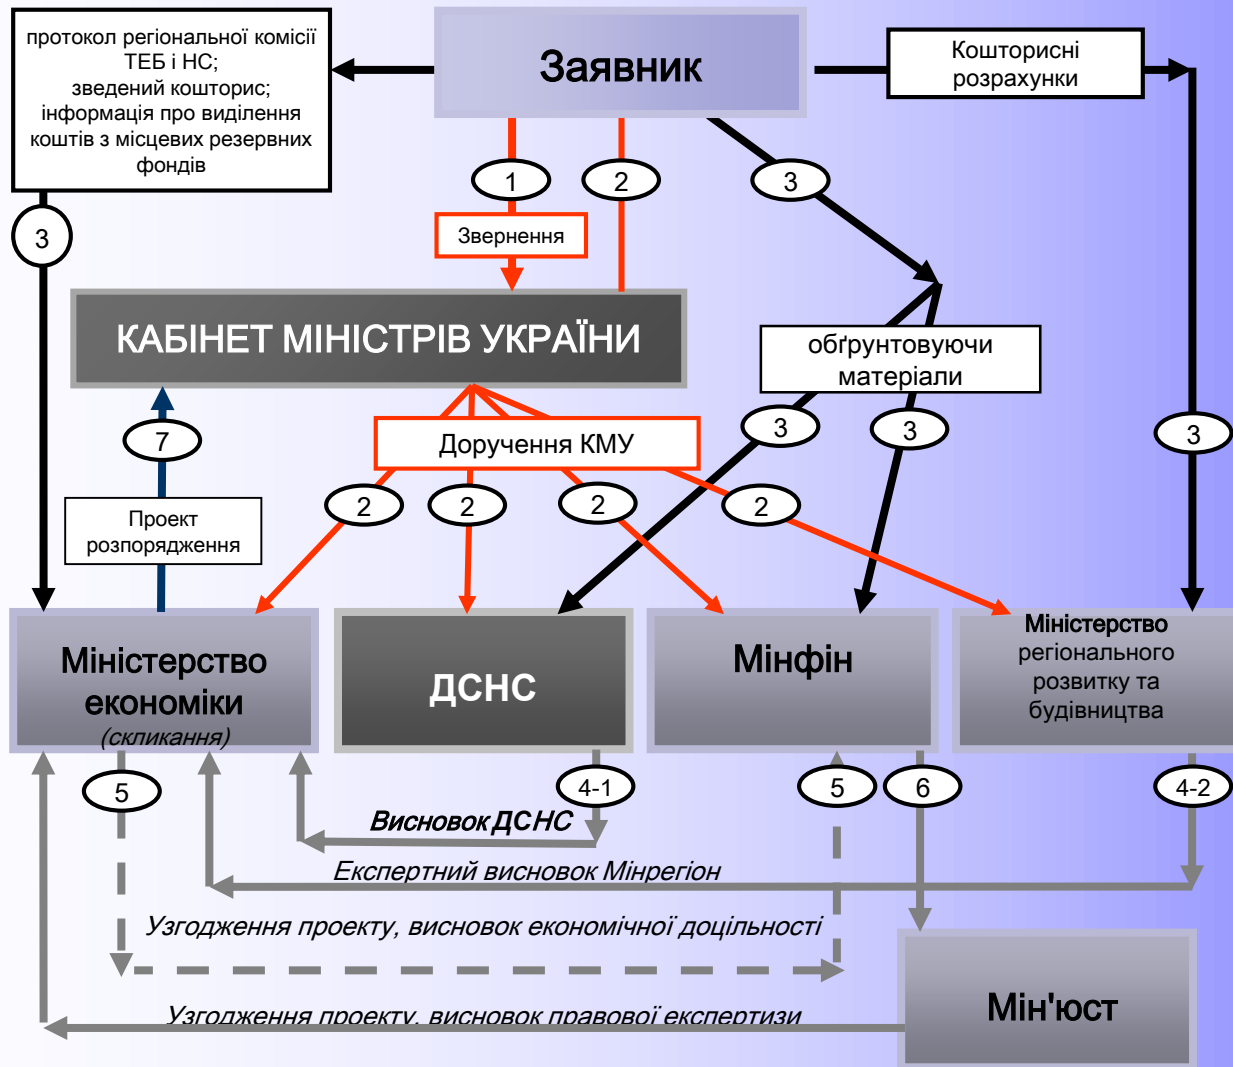 протокол регіональної комісії
ТЕБ і НС;
зведений кошторис;
інформація про виділення
коштів з місцевих резервних
фондів
Заявник
Кошторисні
розрахунки
1
2
3
3
Звернення
КАБІНЕТ МІНІСТРІВ УКРАЇНИ
обґрунтовуючи
матеріали
7
Доручення КМУ
3
3
3
Проект
розпорядження
2
2
2
2
Міністерство
економіки
(скликання)
ДСНС
Мінфін
Міністерство
регіонального
розвитку та
будівництва
5
4-1
5
6
4-2
Висновок ДСНС
Експертний висновок Мінрегіон
Узгодження проекту, висновок економічної доцільності
Узгодження проекту, висновок правової експертизи
Мін'юст